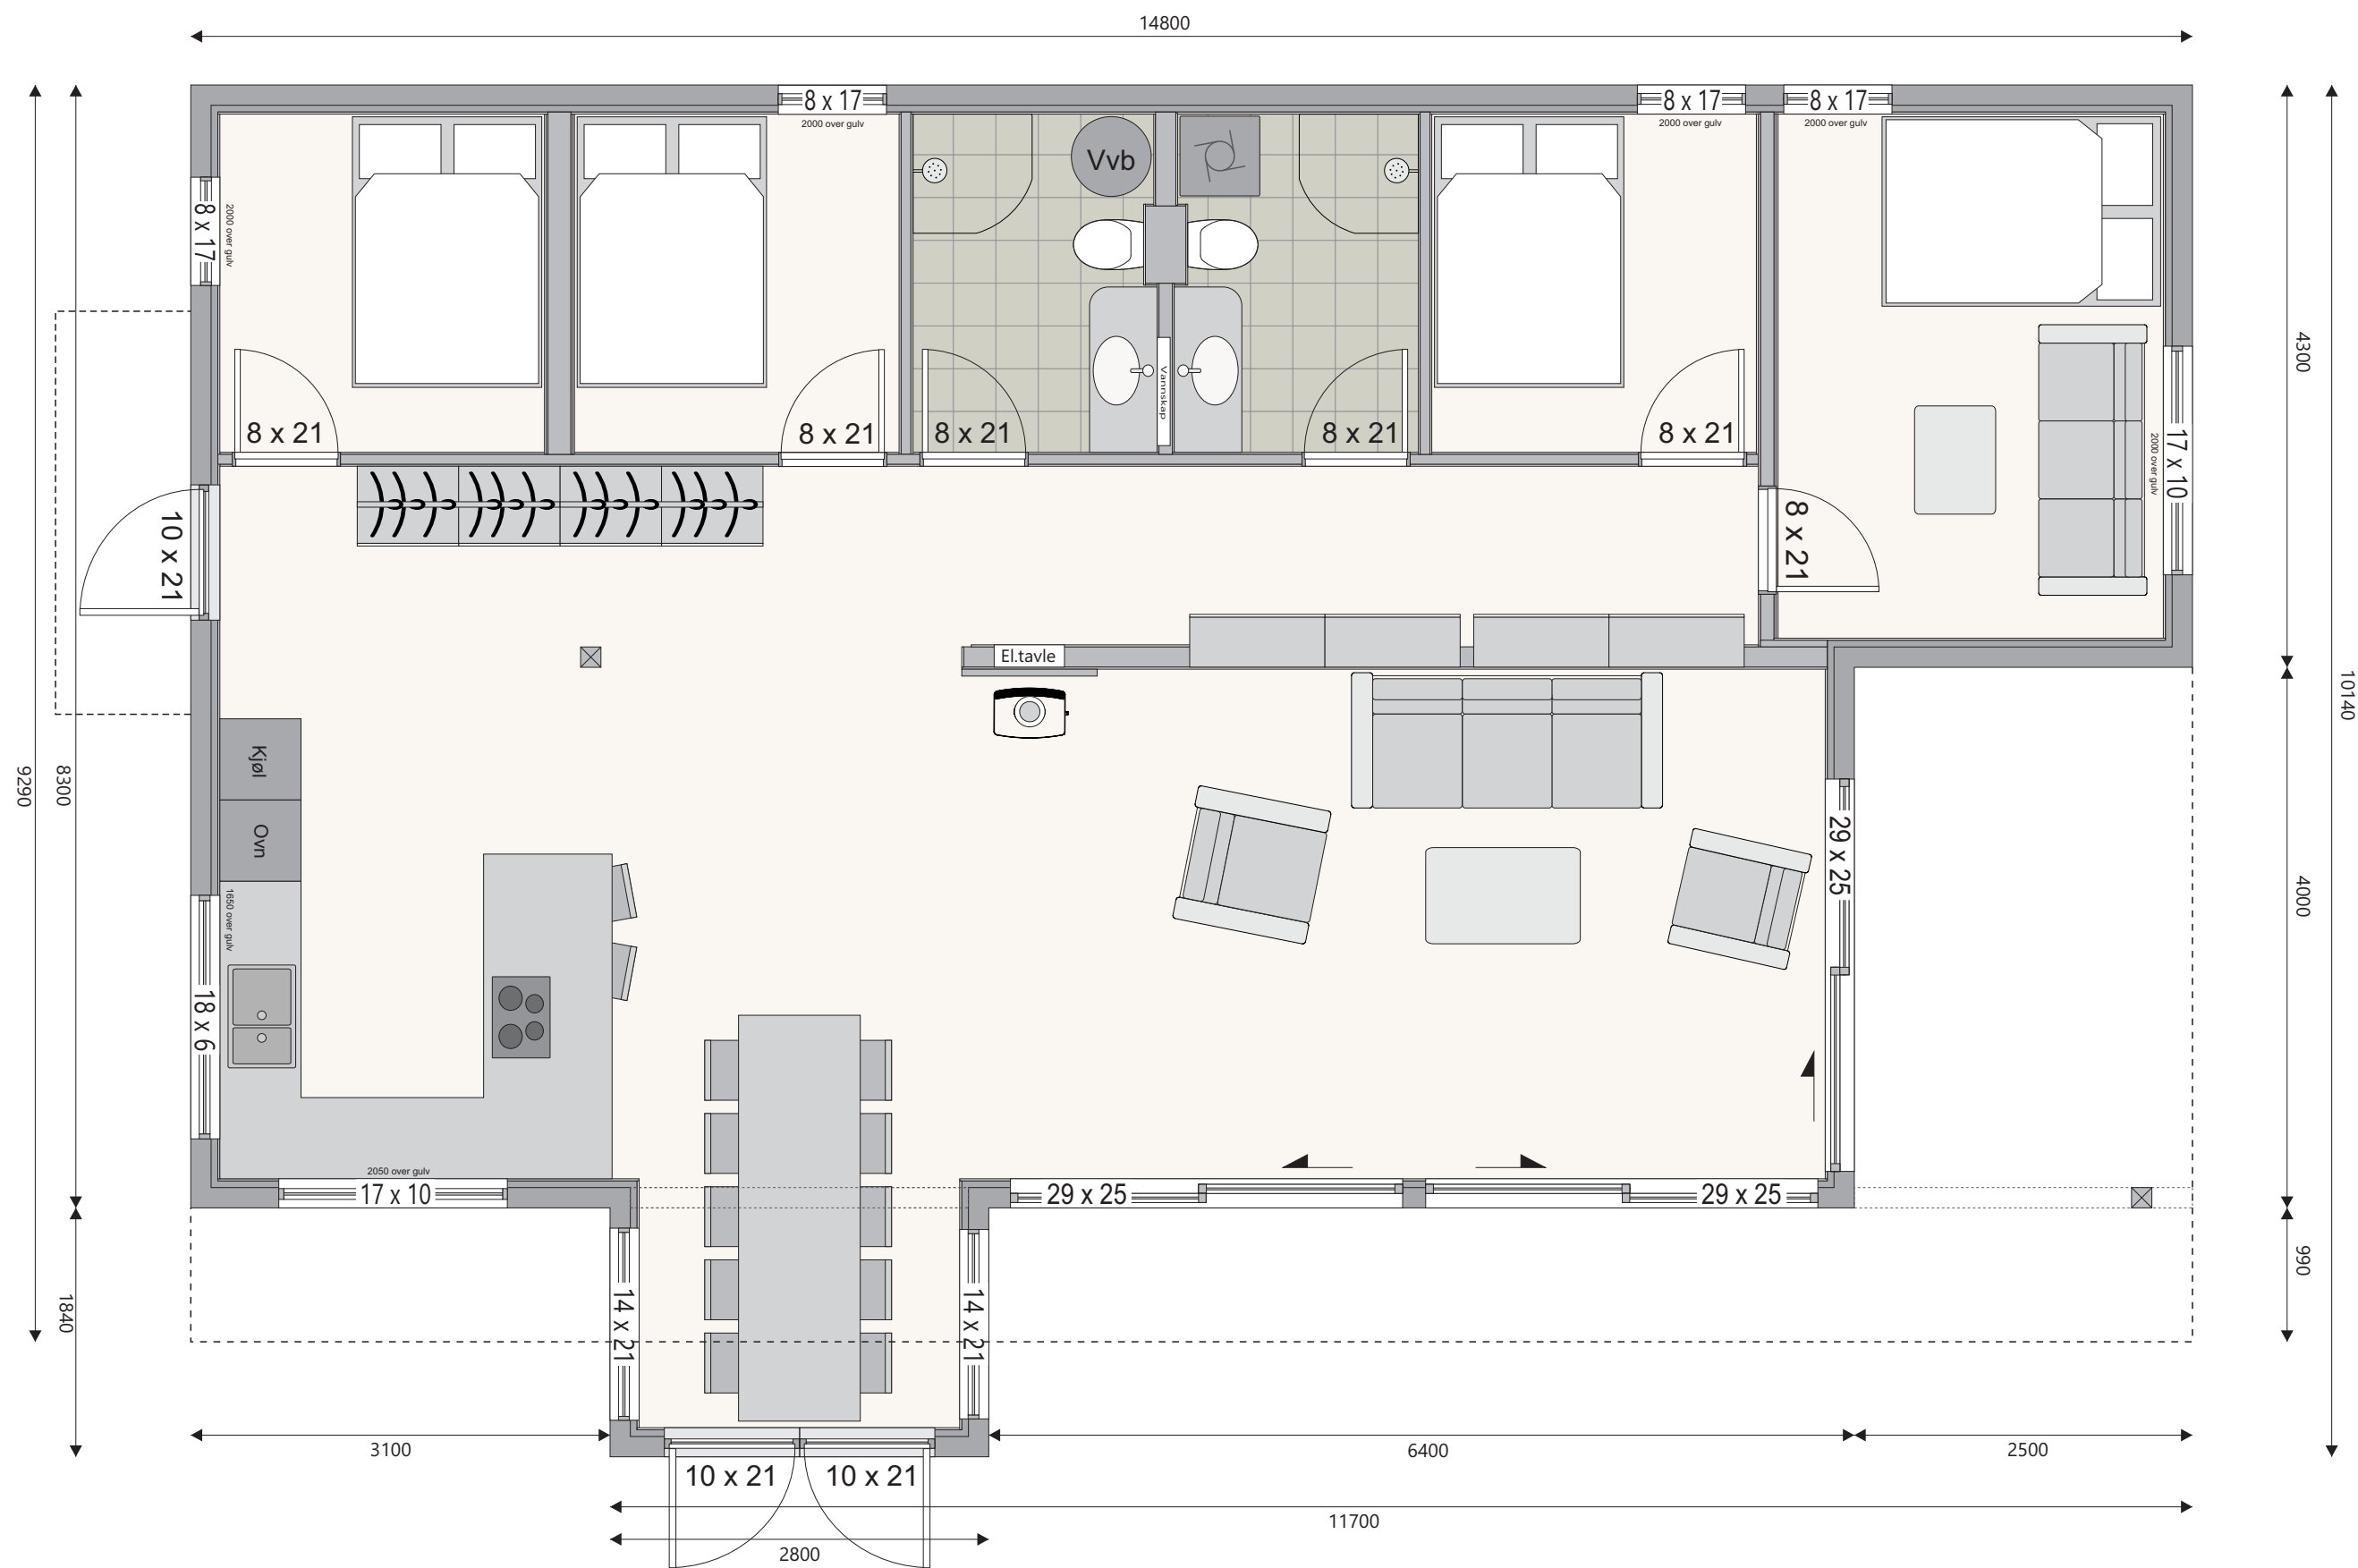 14800
8 x 17
2000 over gulv
8 x 17
2000 over gulv
8 x 17
2000 over gulv
Vvb
8 x 17
2000 over gulv
4300
8 x 21
8 x 21
8 x 21
8 x 21
8 x 21
Vannskap
17 x 10
2000 over gulv
10 x 21
8 x 21
El.tavle
10140
9290
8300
Kjøl
Ovn
1650 over gulv
18 x 6
29 x 25
4000
2050 over gulv
17 x 10
29 x 25
29 x 25
990
1840
14 x 21
14 x 21
3100
6400
2500
10 x 21
10 x 21
11700
2800